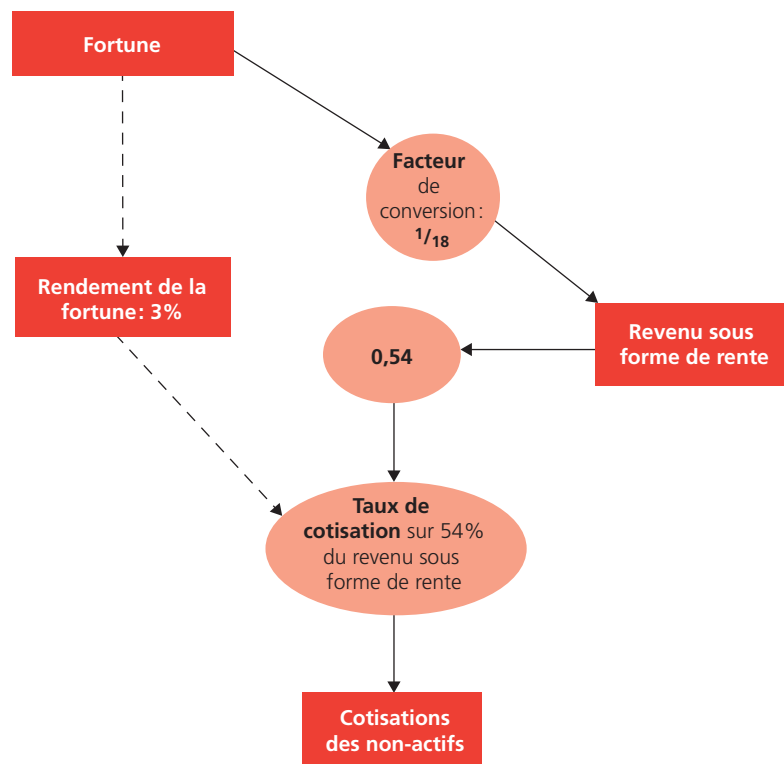 Fortune
Facteur
de
conversion:
1/18
Rendement de la
fortune: 3%
Revenu sous
forme de rente
0,54
Taux de
cotisation sur 54%
du revenu sous
forme de rente
Cotisations
des non-actifs